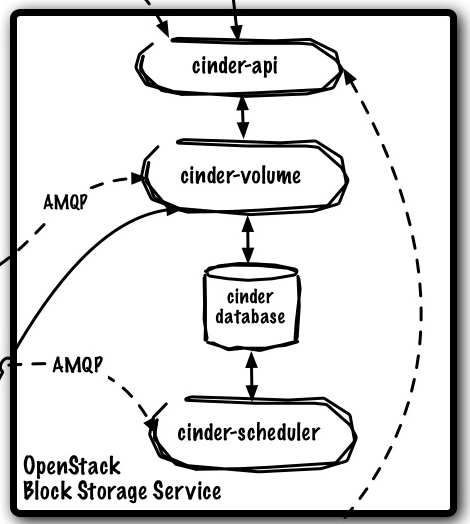 cinder-api
cinder-volume
AMQP
cinder
database
AMQP
cinder-scheduler
OpenStack
Block Storage Service